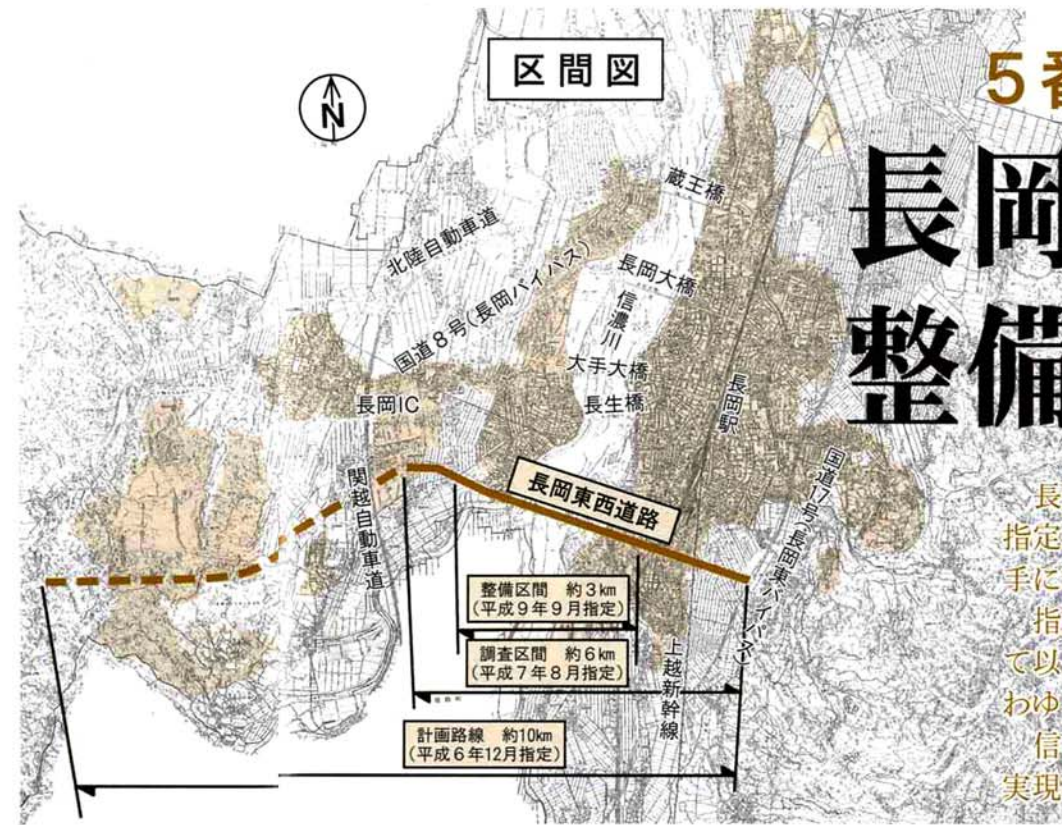 区間図
N
蔵王橋
北陸自動車道
国道8号(長岡バイパス)
長岡大橋
信濃川
大手大橋
長岡IC
長生橋
長岡駅
関越自動車道
国道17号(長岡東バイパス)
長岡東西道路
整備区間 約3km
(平成9年9月指定)
調査区間 約6km
(平成7年8月指定)
上越新幹線
計画路線 約10km
(平成6年12月指定)
5番
長岡
整備
長
指定
手に
指
て以
わゆ
信
実現